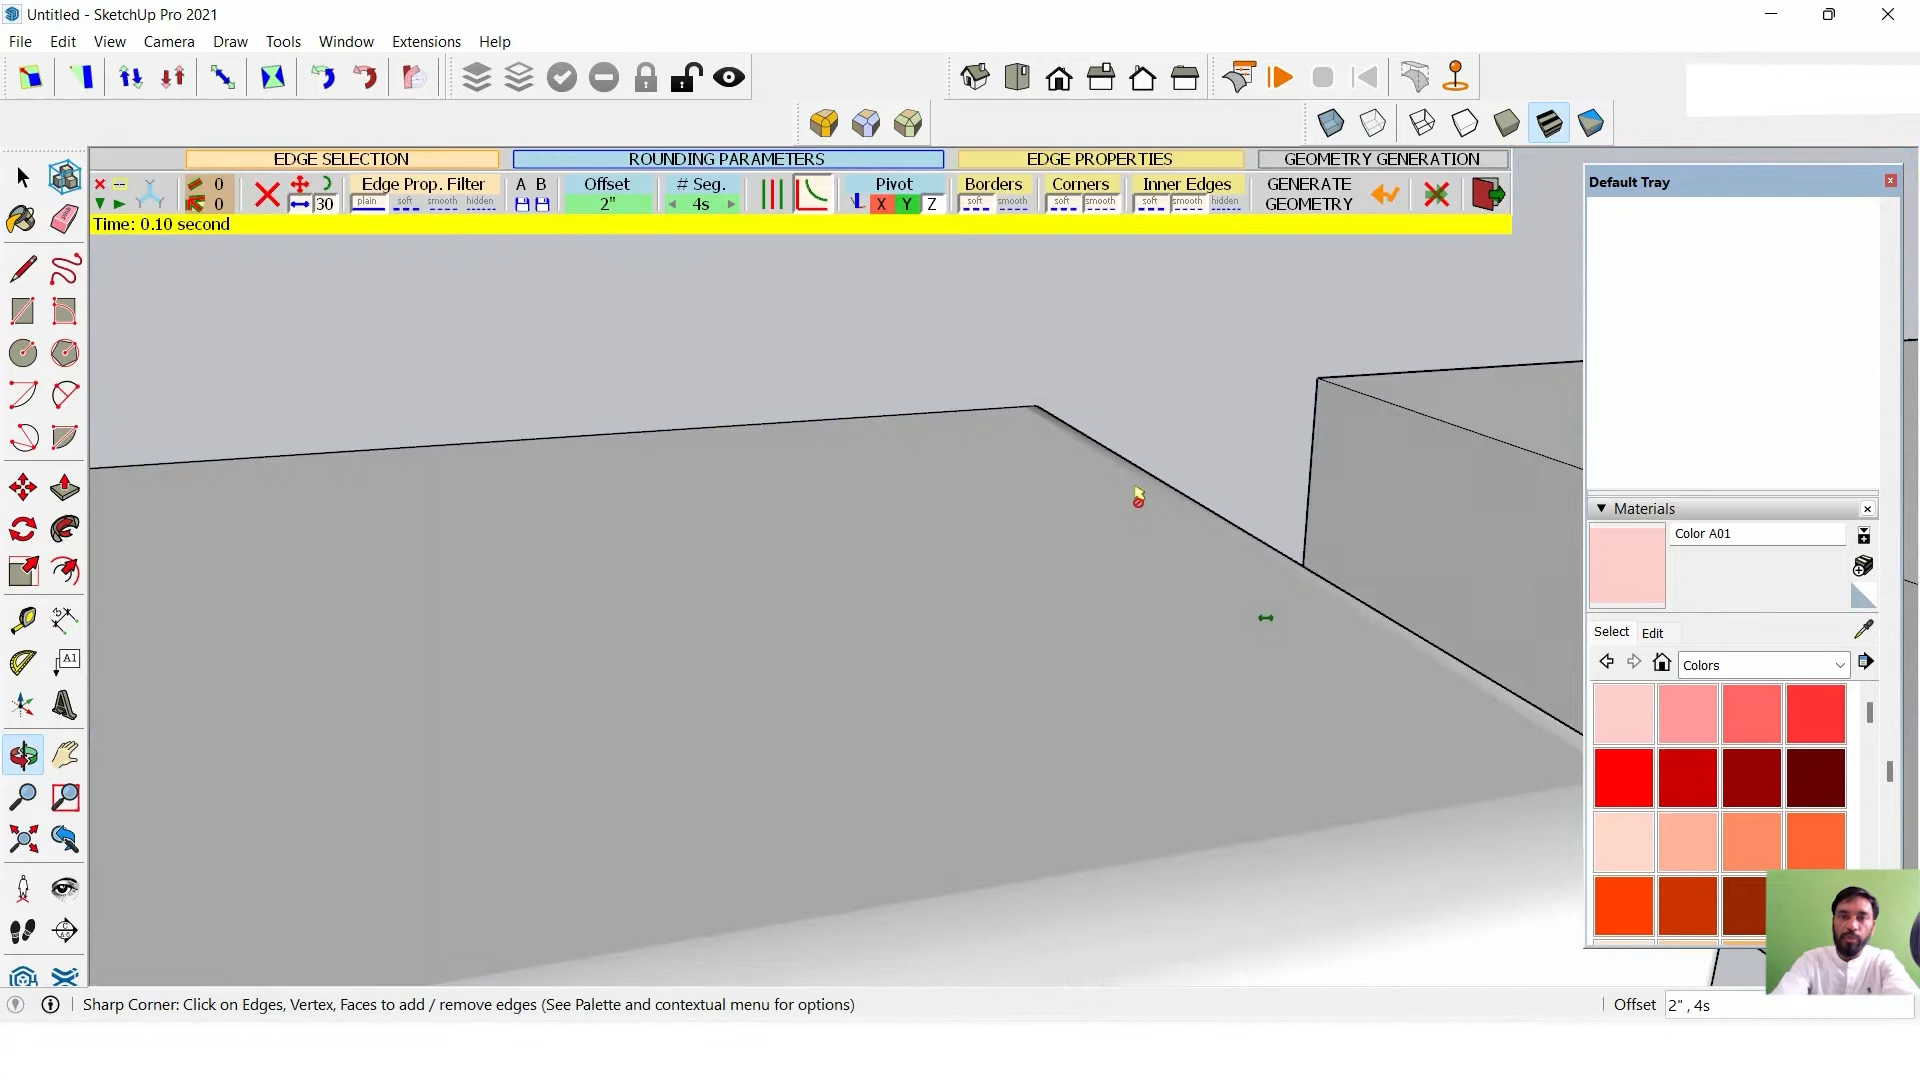 Untitled - SketchUp Pro 2021
File Edit View Camera Draw Tools Window Extensions Help
EDGE SELECTION ROUNDING PARAMETERS EDGE PROPERTIES GEOMETRY GENERATION
0 Edge Prop. Filter A B Offset # Seg. Pivot Borders Corners Inner Edges GENERATE
0 30 plain soft smooth hidden 2" 4s X Y Z soft smooth soft smooth soft smooth hidden GEOMETRY
Time: 0.10 second
Default Tray
Materials
Color A01
Select Edit
Colors
A1
Sharp Corner: Click on Edges, Vertex, Faces to add / remove edges (See Palette and contextual menu for options)
Offset 2" , 4s